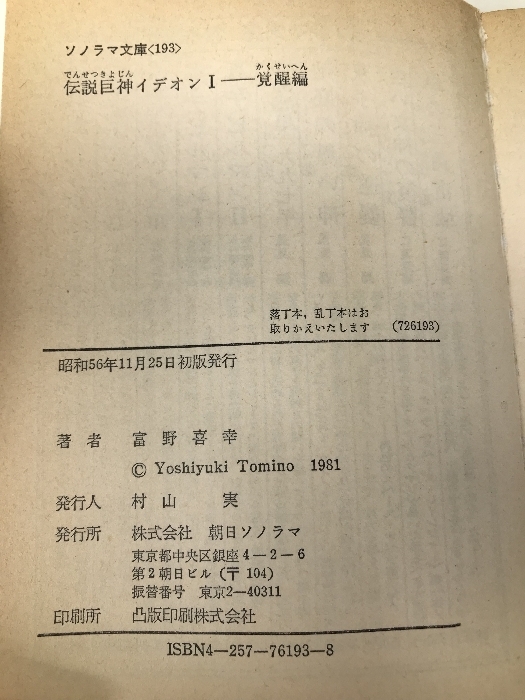 ソノラマ文庫〈193〉
でんせつきよじん かくせいへん
伝説巨神イデオンⅠ──覚醒編
落丁本，乱丁本はお
取りかえいたします (726193)
昭和56年11月25日初版発行
著者 富野喜幸
© Yoshiyuki Tomino 1981
発行人 村山 実
発行所 株式会社 朝日ソノラマ
東京都中央区銀座4－2－6
第2朝日ビル (〒104)
振替番号 東京2－40311
印刷所 凸版印刷株式会社
ISBN4－257－76193－8